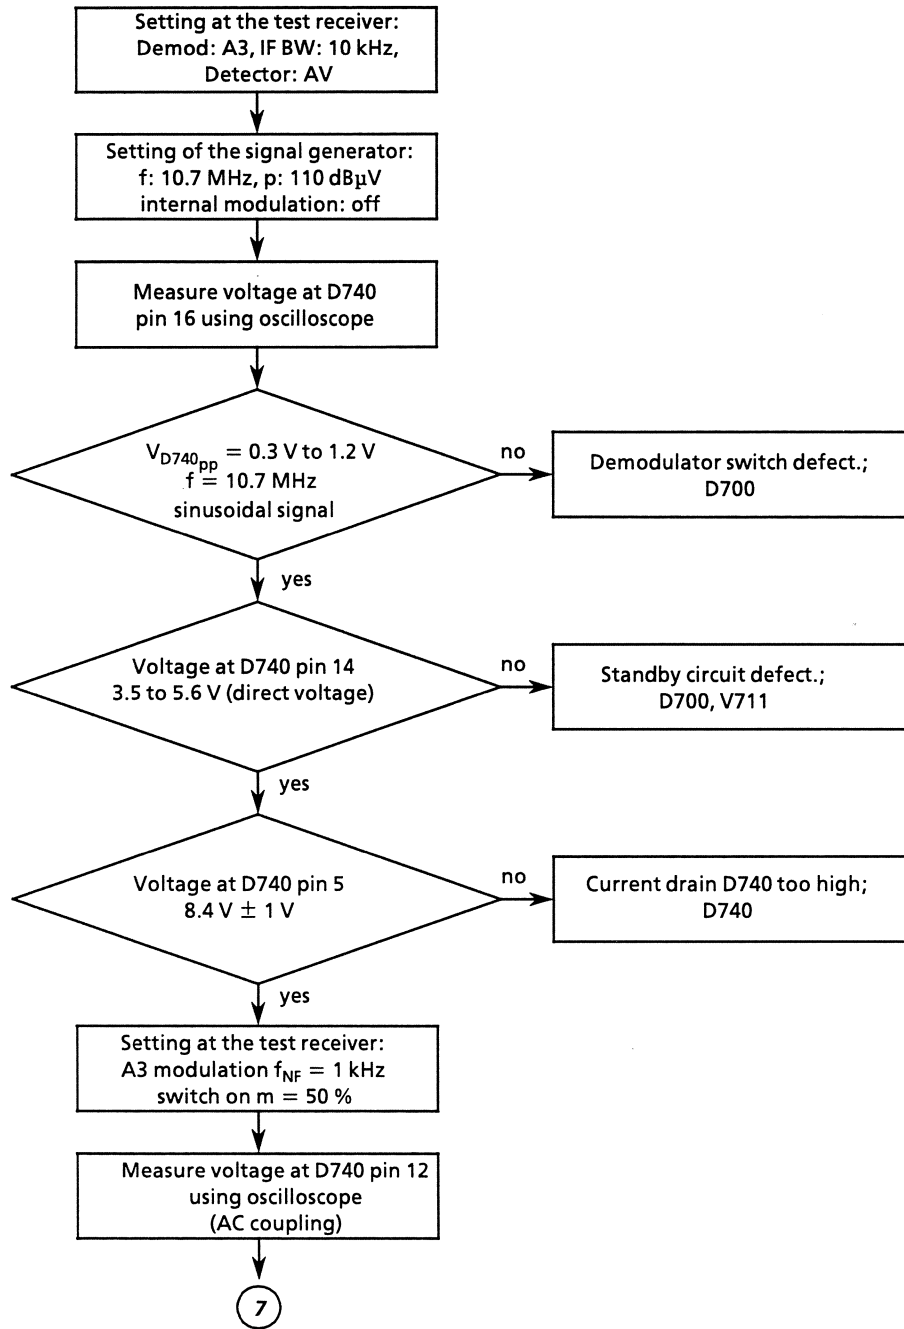 Setting at the test receiver:
Demod: A3, IF BW: 10 kHz,
Detector: AV
Setting of the signal generator:
f: 10.7 MHz, p: 110 dBµV
internal modulation: off
Measure voltage at D740
pin 16 using oscilloscope
V_D740pp = 0.3 V to 1.2 V
f = 10.7 MHz
sinusoidal signal
no
Demodulator switch defect.;
D700
yes
Voltage at D740 pin 14
3.5 to 5.6 V (direct voltage)
no
Standby circuit defect.;
D700, V711
yes
Voltage at D740 pin 5
8.4 V ± 1 V
no
Current drain D740 too high;
D740
yes
Setting at the test receiver:
A3 modulation f_NF = 1 kHz
switch on m = 50 %
Measure voltage at D740 pin 12
using oscilloscope
(AC coupling)
7